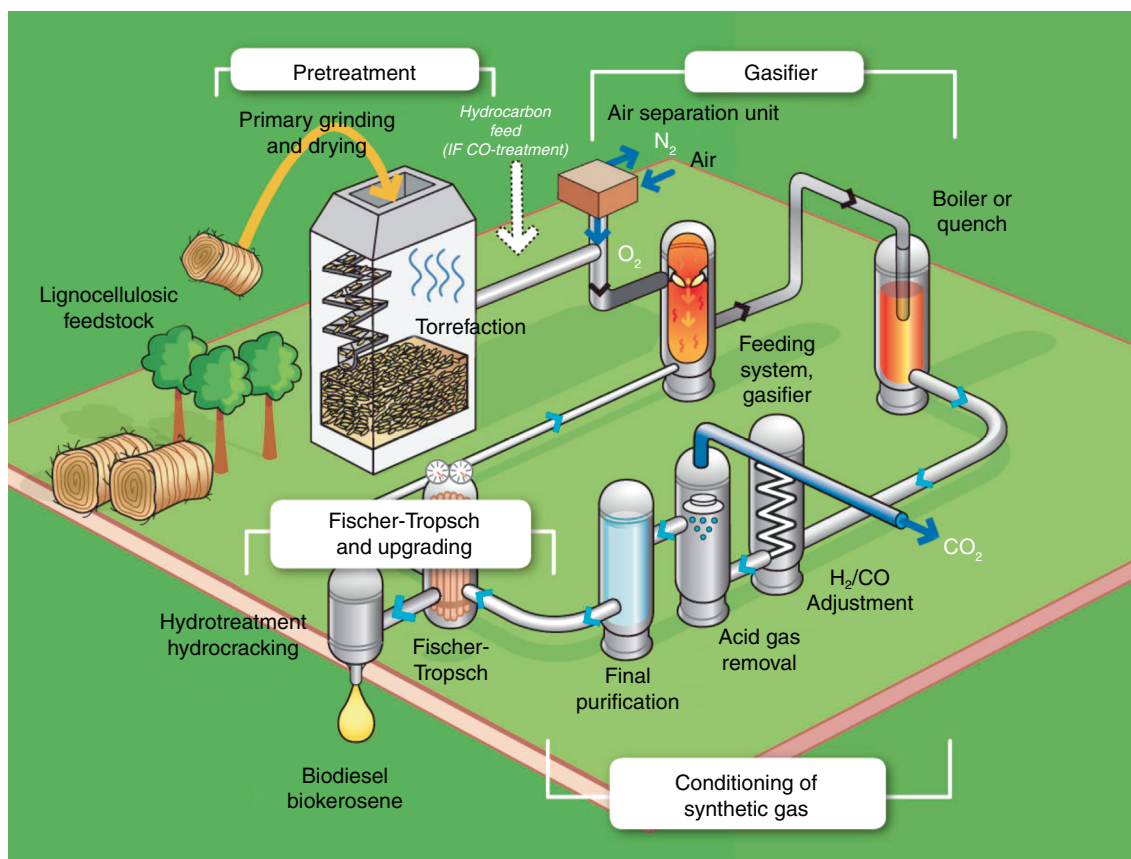 Pretreatment
Gasifier
Primary grinding
and drying
Hydrocarbon
feed
(IF CO-treatment)
Air separation unit
N₂
Air
Boiler or
quench
O₂
Lignocellulosic
feedstock
Torrefaction
Feeding
system,
gasifier
Fischer-Tropsch
and upgrading
CO₂
H₂/CO
Adjustment
Hydrotreatment
hydrocracking
Fischer-
Tropsch
Acid gas
removal
Final
purification
Biodiesel
biokerosene
Conditioning of
synthetic gas